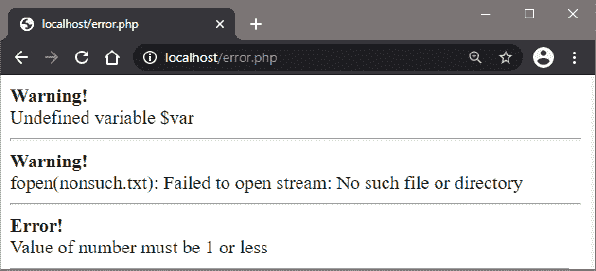 localhost/error.php
localhost/error.php
Warning!
Undefined variable $var
Warning!
fopen(nonsuch.txt): Failed to open stream: No such file or directory
Error!
Value of number must be 1 or less